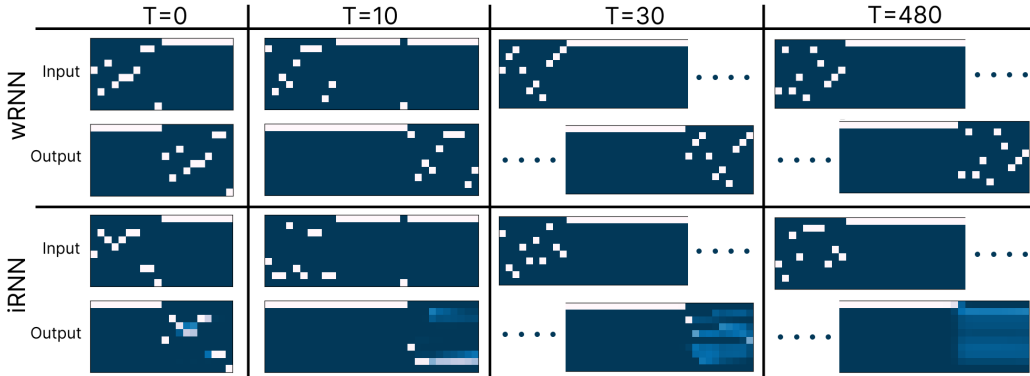 T=0 T=10 T=30 T=480
wRNN
Input
Output
iRNN
Input
Output